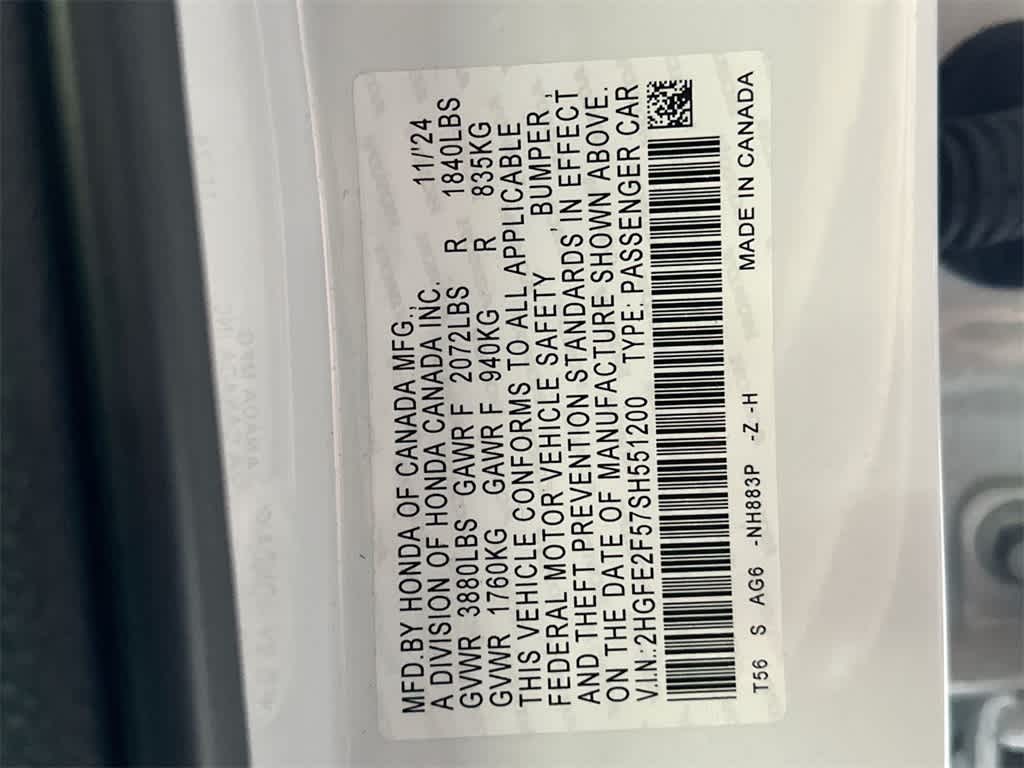 MFD.BY HONDA OF CANADA MFG., 11/'24
A DIVISION OF HONDA CANADA INC.
GVWR 3880LBS GAWR F 2072LBS R 1840LBS
GVWR 1760KG GAWR F 940KG R 835KG
THIS VEHICLE CONFORMS TO ALL APPLICABLE
FEDERAL MOTOR VEHICLE SAFETY , BUMPER ,
AND THEFT PREVENTION STANDARDS, IN EFFECT
ON THE DATE OF MANUFACTURE SHOWN ABOVE.
V.I.N.:2HGFE2F57SH551200 TYPE: PASSENGER CAR
T56 S AG6 -NH883P -Z -H MADE IN CANADA